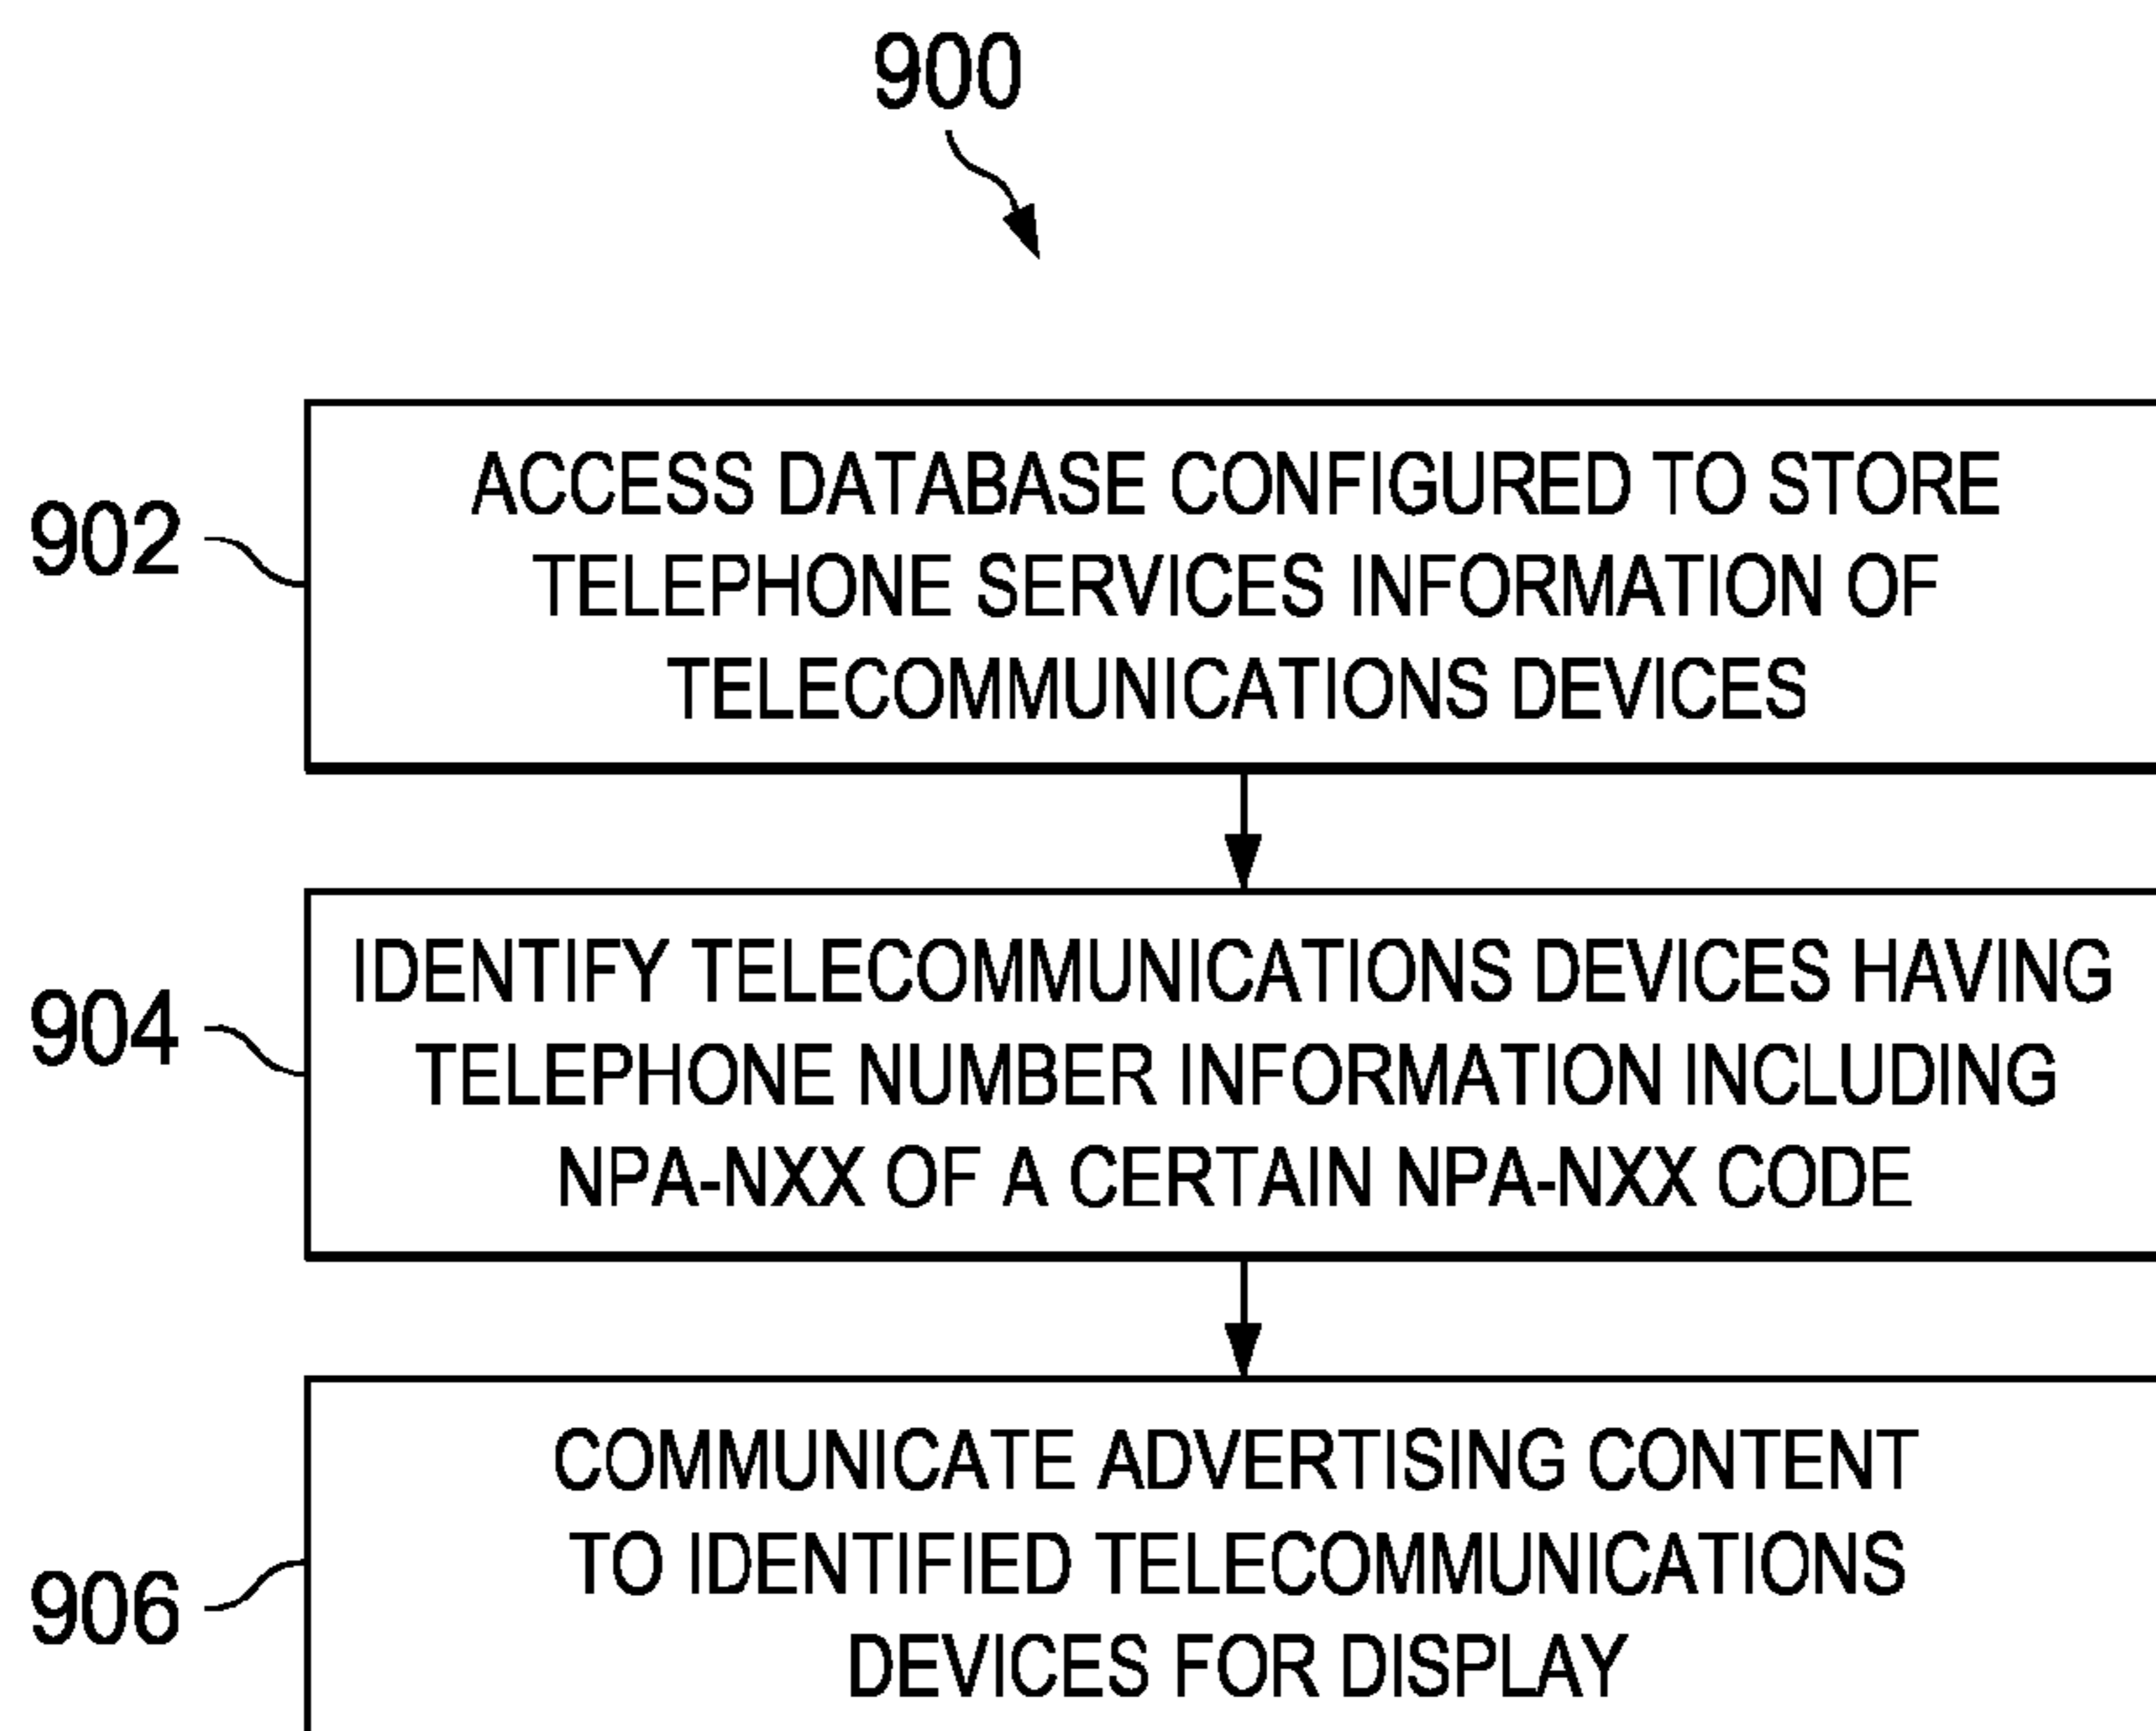 900
902
ACCESS DATABASE CONFIGURED TO STORE
TELEPHONE SERVICES INFORMATION OF
TELECOMMUNICATIONS DEVICES
904
IDENTIFY TELECOMMUNICATIONS DEVICES HAVING
TELEPHONE NUMBER INFORMATION INCLUDING
NPA-NXX OF A CERTAIN NPA-NXX CODE
906
COMMUNICATE ADVERTISING CONTENT
TO IDENTIFIED TELECOMMUNICATIONS
DEVICES FOR DISPLAY